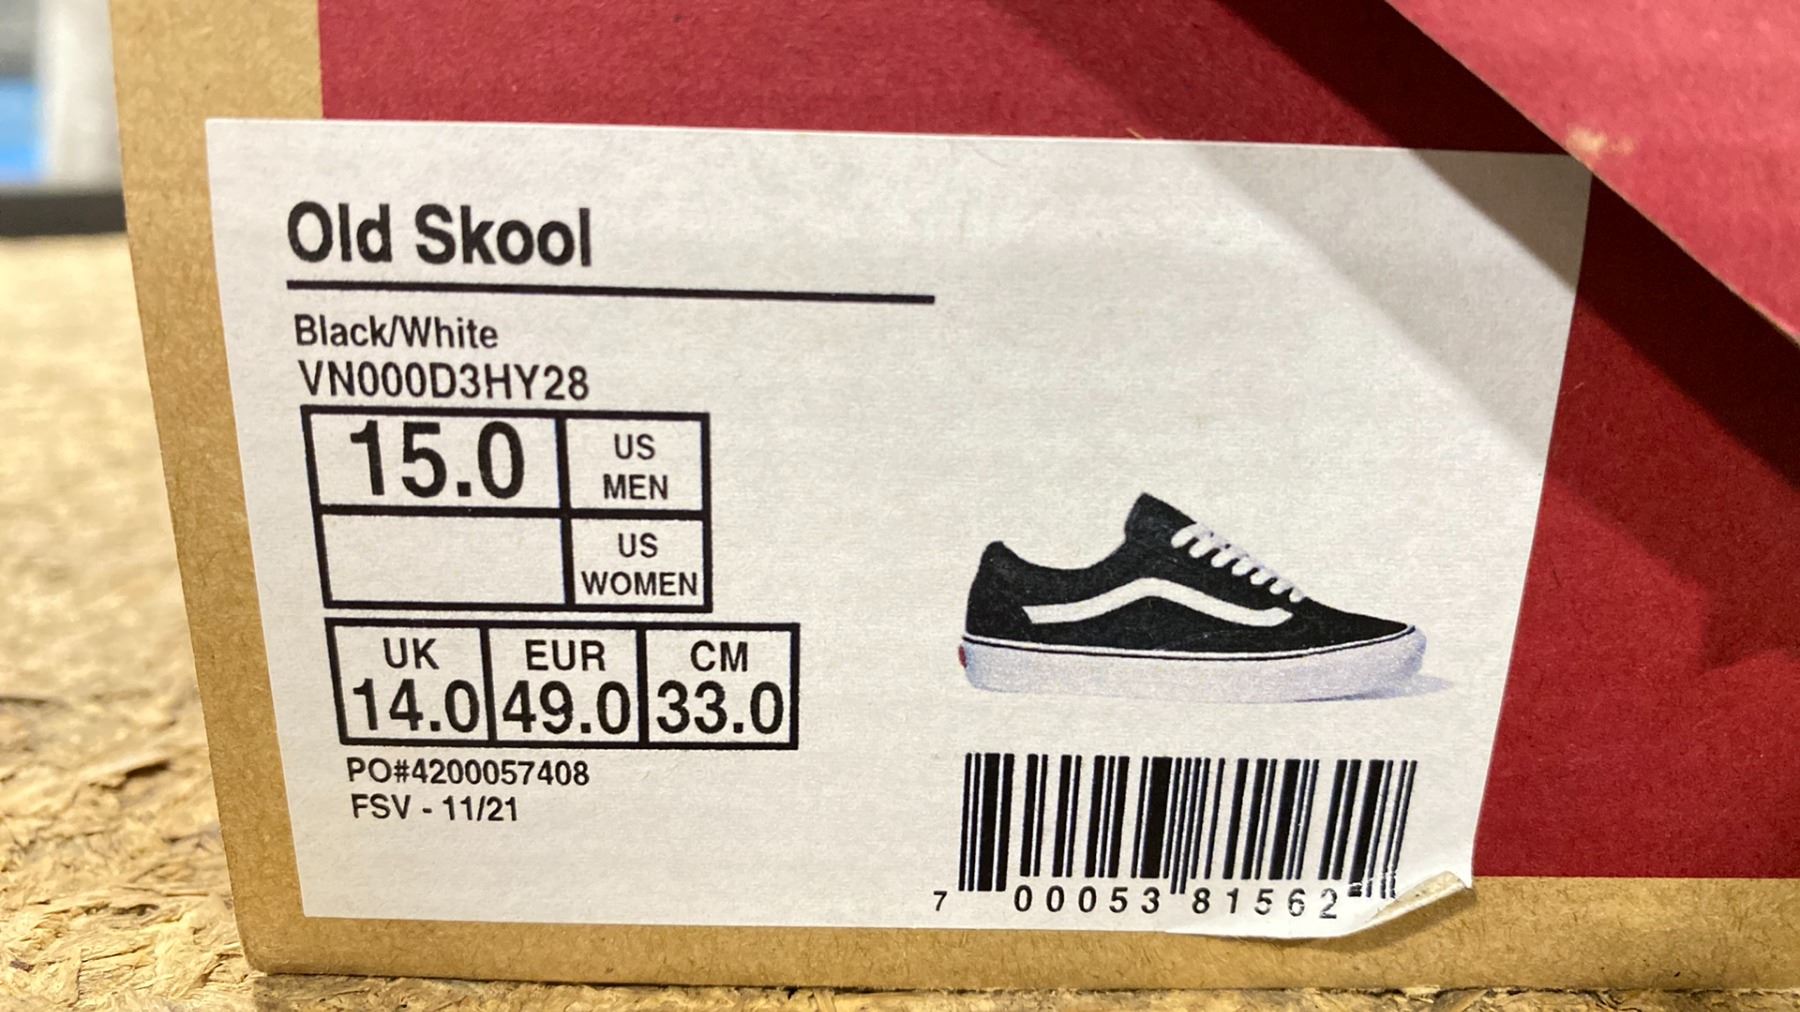 Old Skool
Black/White
VN000D3HY28
15.0 US MEN
US WOMEN
UK EUR CM
14.0 49.0 33.0
PO#4200057408
FSV - 11/21
7 00053 81562